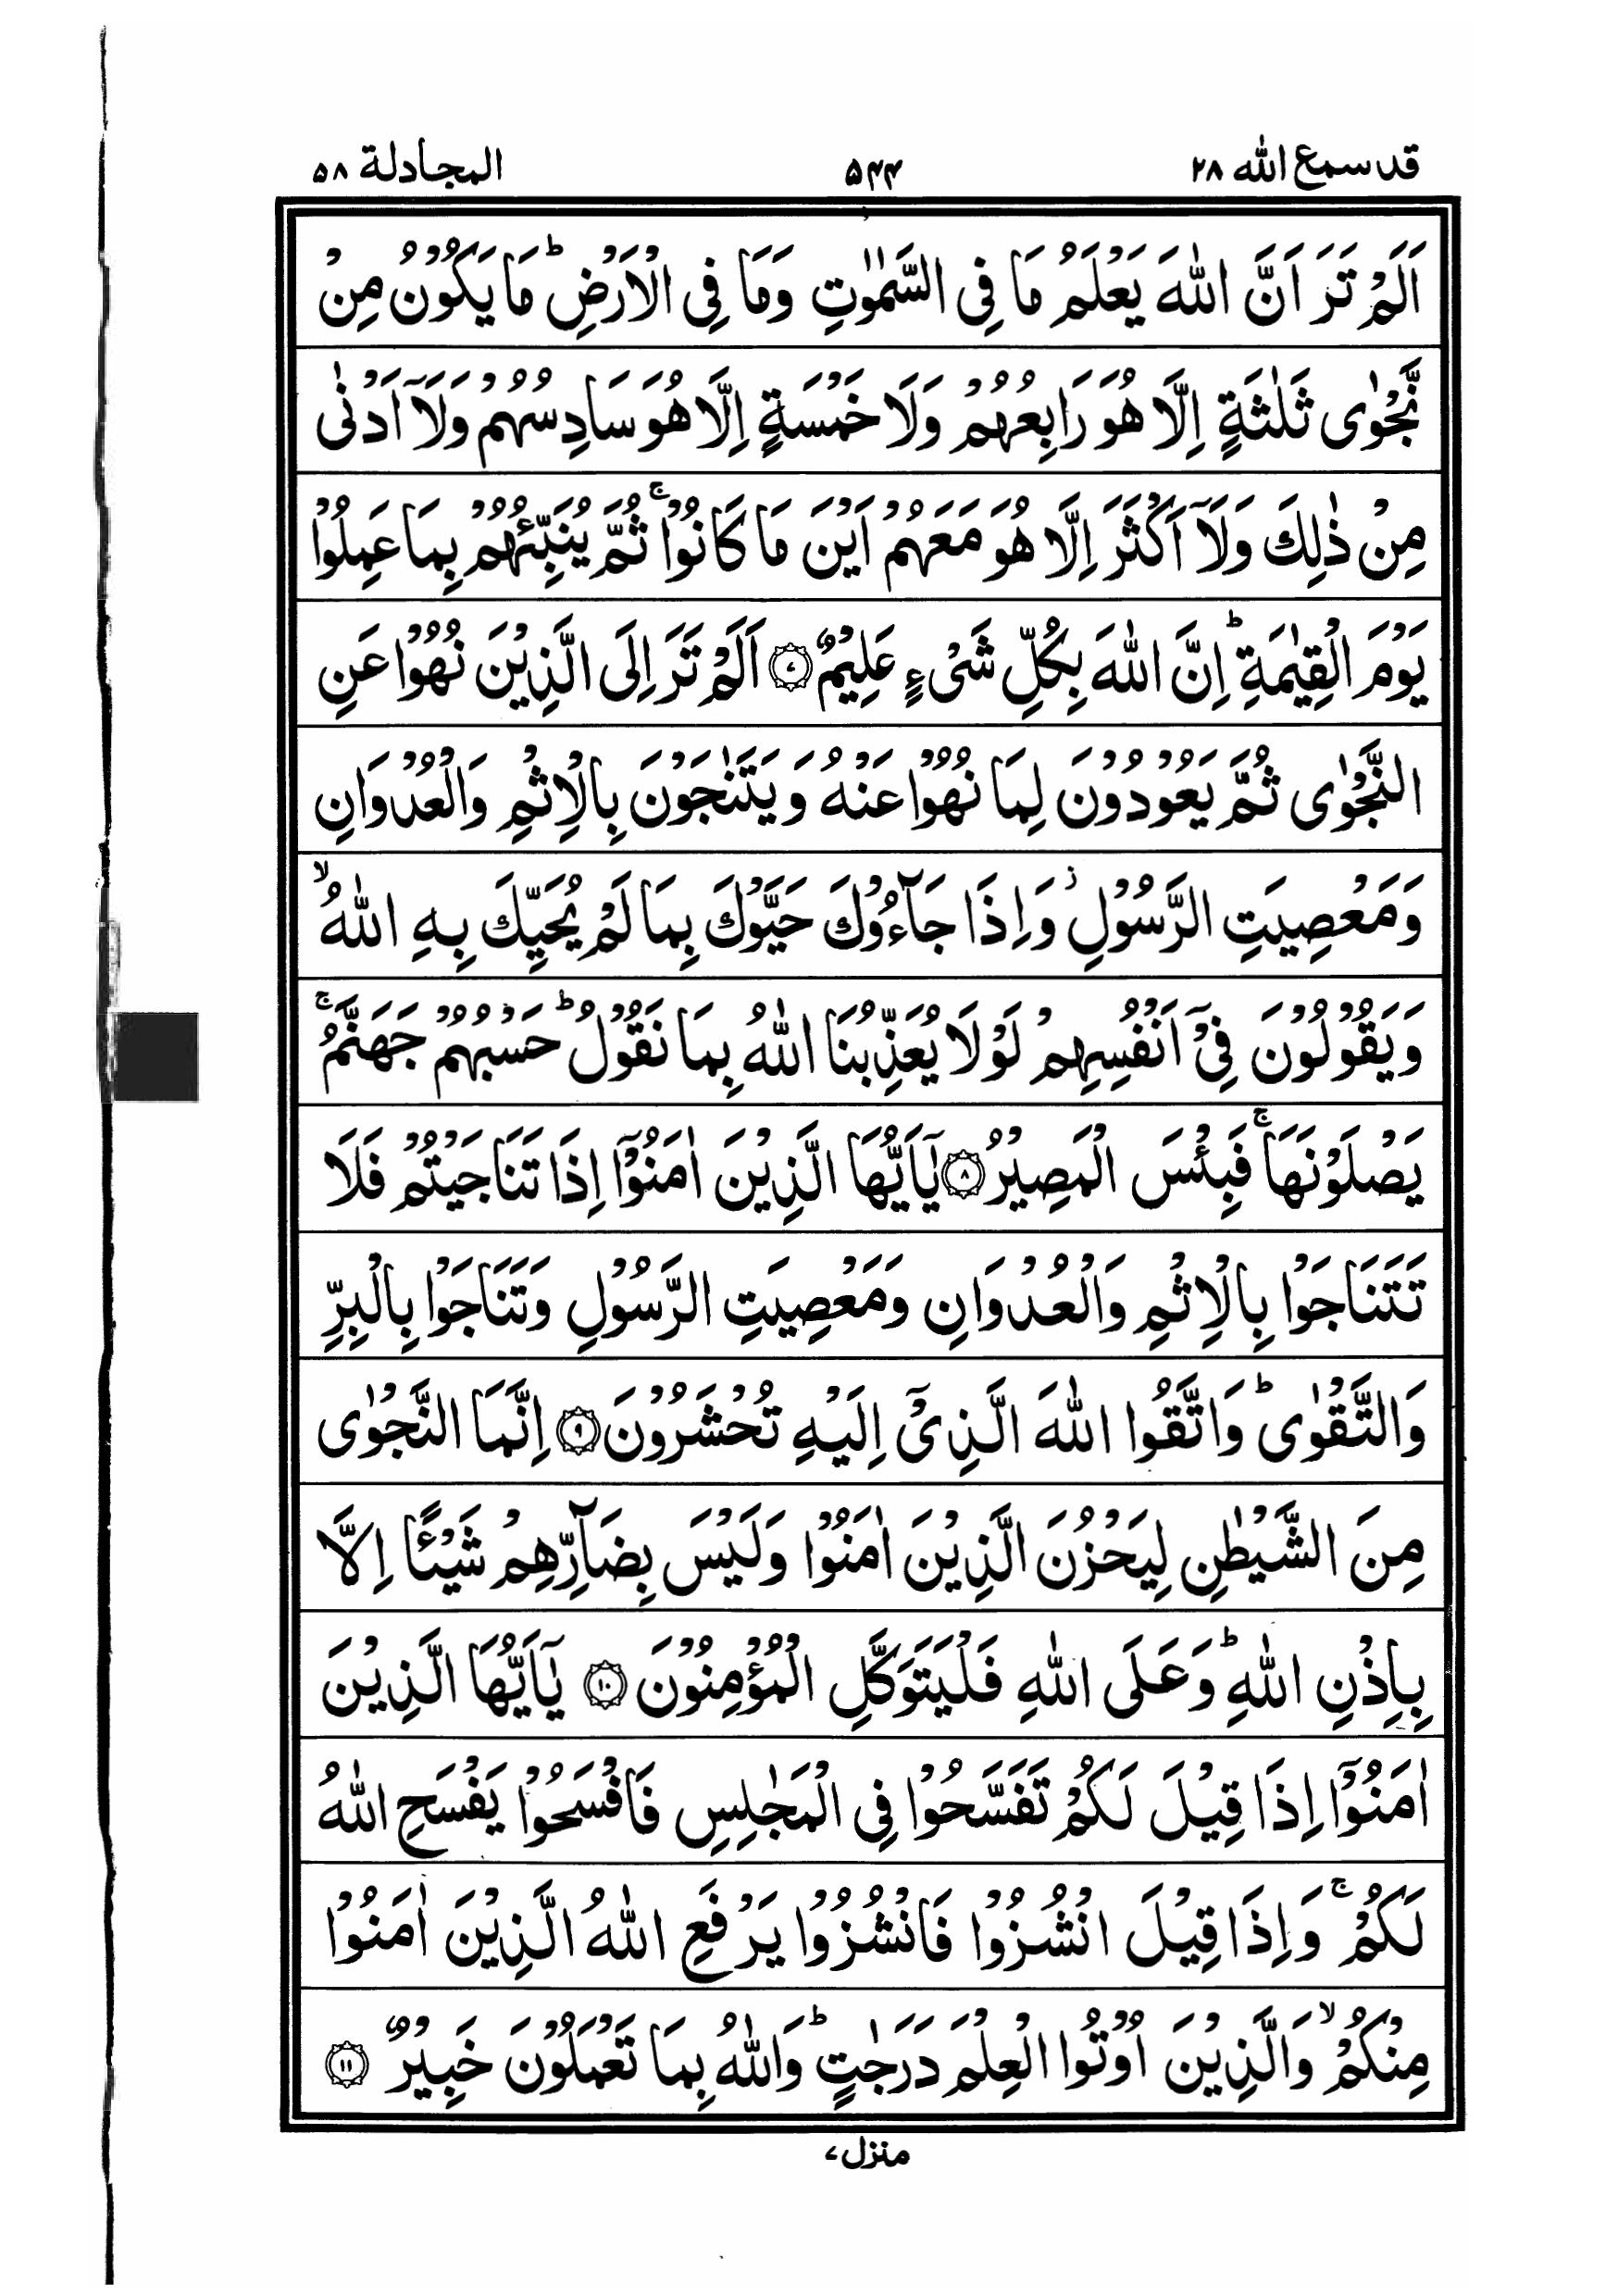 قد سمع الله ٢٨
۵۴۴
المجادلة ۵٨
اَلَمْ تَرَ اَنَّ اللّٰهَ يَعْلَمُ مَا فِى السَّمٰوٰتِ وَمَا فِى الْاَرْضِ ؕ مَا يَكُوْنُ مِنْ
نَّجْوٰى ثَلٰثَةٍ اِلَّا هُوَ رَابِعُهُمْ وَلَا خَمْسَةٍ اِلَّا هُوَ سَادِسُهُمْ وَلَاۤ اَدْنٰى
مِنْ ذٰلِكَ وَلَاۤ اَكْثَرَ اِلَّا هُوَ مَعَهُمْ اَيْنَ مَا كَانُوْا ۚ ثُمَّ يُنَبِّئُهُمْ بِمَا عَمِلُوْا
يَوْمَ الْقِيٰمَةِ ؕ اِنَّ اللّٰهَ بِكُلِّ شَىْءٍ عَلِيْمٌ ﴿٧﴾ اَلَمْ تَرَ اِلَى الَّذِيْنَ نُهُوْا عَنِ
النَّجْوٰى ثُمَّ يَعُوْدُوْنَ لِمَا نُهُوْا عَنْهُ وَيَتَنٰجَوْنَ بِالْاِثْمِ وَالْعُدْوَانِ
وَمَعْصِيَتِ الرَّسُوْلِ ؗ وَاِذَا جَآءُوْكَ حَيَّوْكَ بِمَا لَمْ يُحَيِّكَ بِهِ اللّٰهُ ۙ
وَيَقُوْلُوْنَ فِىْۤ اَنْفُسِهِمْ لَوْلَا يُعَذِّبُنَا اللّٰهُ بِمَا نَقُوْلُ ؕ حَسْبُهُمْ جَهَنَّمُ ۚ
يَصْلَوْنَهَا ۚ فَبِئْسَ الْمَصِيْرُ ﴿٨﴾ يٰۤاَيُّهَا الَّذِيْنَ اٰمَنُوْۤا اِذَا تَنَاجَيْتُمْ فَلَا
تَتَنَاجَوْا بِالْاِثْمِ وَالْعُدْوَانِ وَمَعْصِيَتِ الرَّسُوْلِ وَتَنَاجَوْا بِالْبِرِّ
وَالتَّقْوٰى ؕ وَاتَّقُوا اللّٰهَ الَّذِىْۤ اِلَيْهِ تُحْشَرُوْنَ ﴿٩﴾ اِنَّمَا النَّجْوٰى
مِنَ الشَّيْطٰنِ لِيَحْزُنَ الَّذِيْنَ اٰمَنُوْا وَلَيْسَ بِضَآرِّهِمْ شَيْـًٔا اِلَّا
بِاِذْنِ اللّٰهِ ؕ وَعَلَى اللّٰهِ فَلْيَتَوَكَّلِ الْمُؤْمِنُوْنَ ﴿١٠﴾ يٰۤاَيُّهَا الَّذِيْنَ
اٰمَنُوْۤا اِذَا قِيْلَ لَكُمْ تَفَسَّحُوْا فِى الْمَجٰلِسِ فَافْسَحُوْا يَفْسَحِ اللّٰهُ
لَكُمْ ۚ وَاِذَا قِيْلَ انْشُزُوْا فَانْشُزُوْا يَرْفَعِ اللّٰهُ الَّذِيْنَ اٰمَنُوْا
مِنْكُمْ ۙ وَالَّذِيْنَ اُوْتُوا الْعِلْمَ دَرَجٰتٍ ؕ وَاللّٰهُ بِمَا تَعْمَلُوْنَ خَبِيْرٌ ﴿١١﴾
منزل ٧